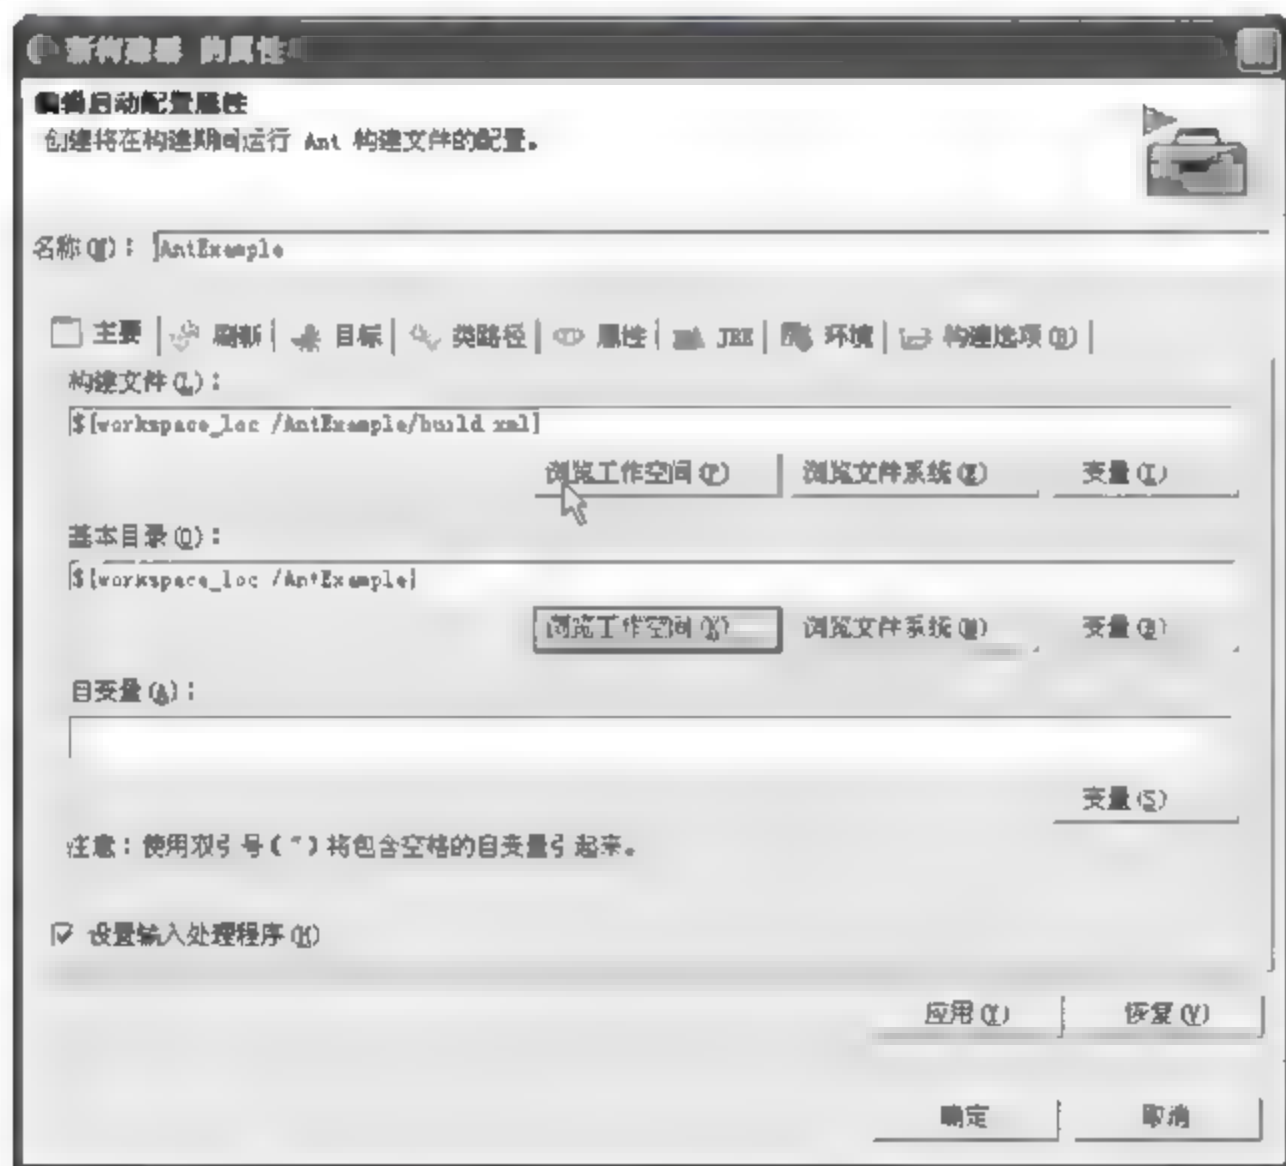 新构建器 的属性
编辑启动配置属性
创建将在构建期间运行 Ant 构建文件的配置。
名称(N): AntExample
主要 刷新 目标 类路径 属性 JRE 环境 构建选项(B)
构建文件(L):
${workspace_loc /AntExample/build xml}
浏览工作空间(P) 浏览文件系统(E) 变量(I)
基本目录(O):
${workspace_loc /AntExample}
浏览工作空间 浏览文件系统 变量
自变量(A):
变量(S)
注意:使用双引号(")将包含空格的自变量引起来。
设置输入处理程序(H)
应用(Y) 恢复(V)
确定 取消